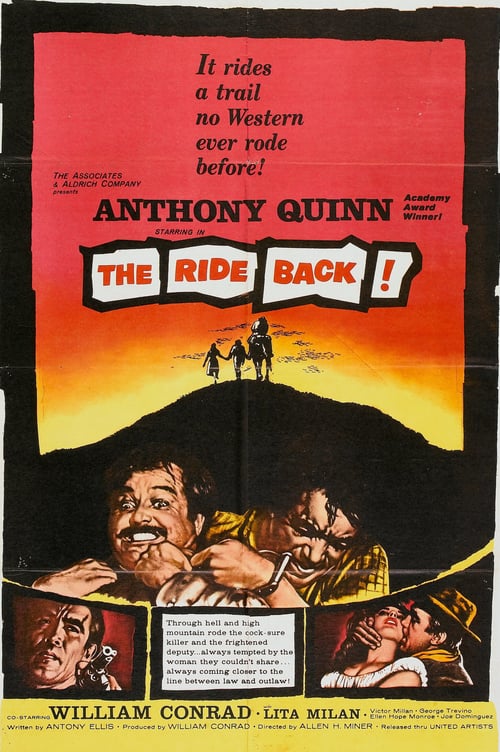 It rides
a trail
no Western
ever rode
before!
THE ASSOCIATES
& ALDRICH COMPANY
presents
ANTHONY QUINN
Academy
Award
Winner!
STARRING IN
THE RIDE BACK!
Through hell and high
mountain rode the cock-sure
killer and the frightened
deputy...always tempted by the
woman they couldn't share...
always coming closer to the
line between law and outlaw!
CO-STARRING WILLIAM CONRAD · with LITA MILAN · Victor Millan · George Trevino
Ellen Hope Monroe · Joe Dominguez
Written by ANTONY ELLIS · Produced by WILLIAM CONRAD · Directed by ALLEN H. MINER · Released thru UNITED ARTISTS